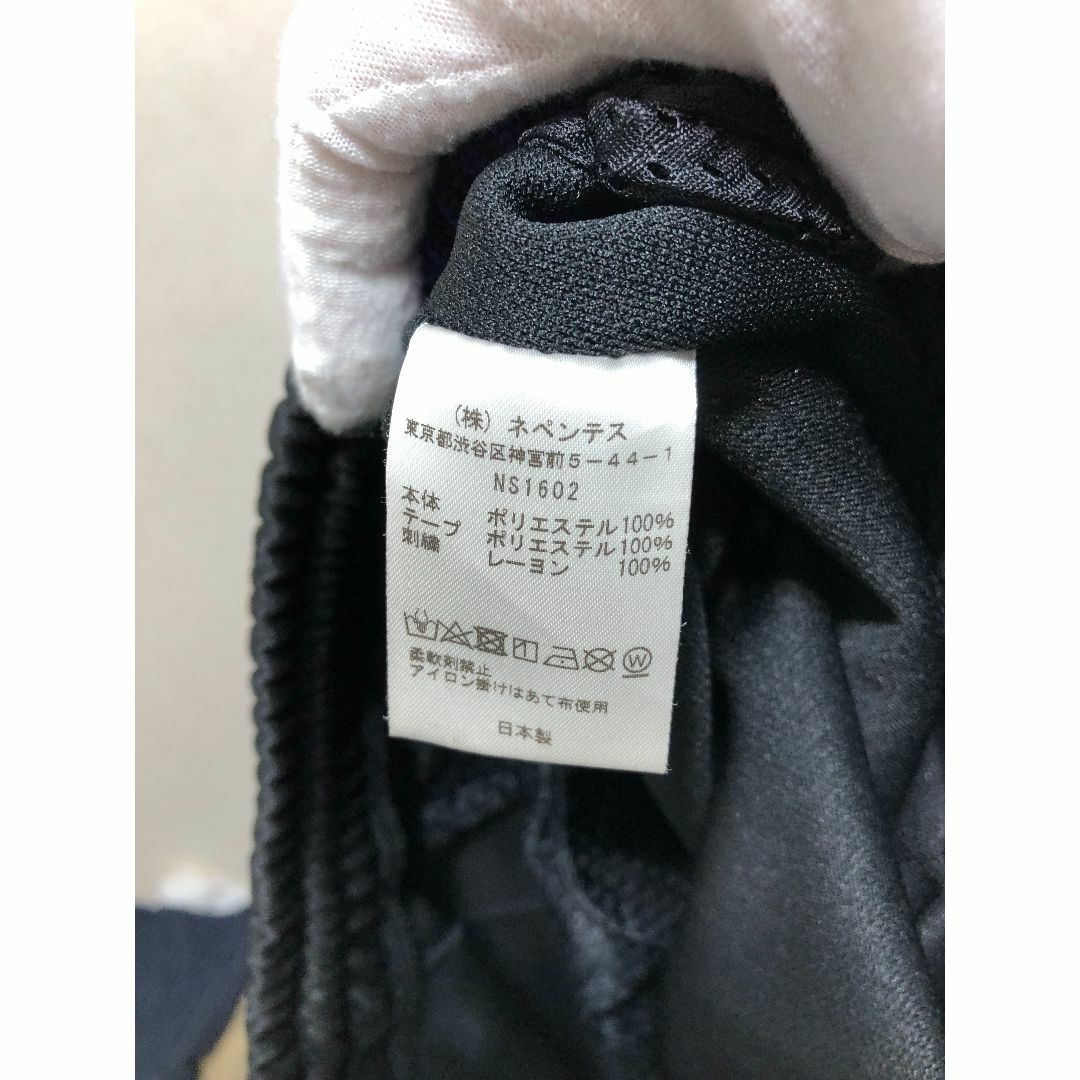 （株）ネペンテス
東京都渋谷区神宮前５－４４－１
NS1602
本体 ポリエステル100%
テープ ポリエステル100%
刺繍 レーヨン 100%
W
柔軟剤禁止
アイロン掛けはあて布使用
日本製